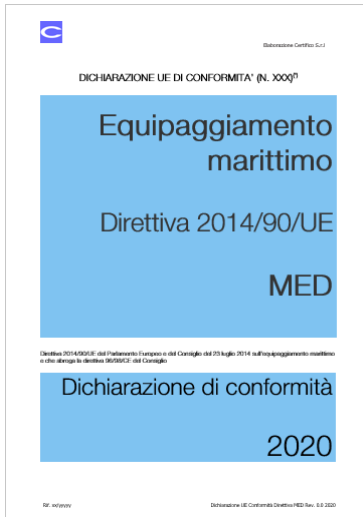 C
Elaborazione Certifico S.r.l
DICHIARAZIONE UE DI CONFORMITA' (N. XXX)(*)
Equipaggiamento
marittimo
Direttiva 2014/90/UE
MED
Direttiva 2014/90/UE del Parlamento Europeo e del Consiglio del 23 luglio 2014 sull'equipaggiamento marittimo
e che abroga la direttiva 96/98/CE del Consiglio
Dichiarazione di conformità
2020
Rif. xx/yyyy
Dichiarazione UE Conformità Direttiva MED Rev. 0.0 2020